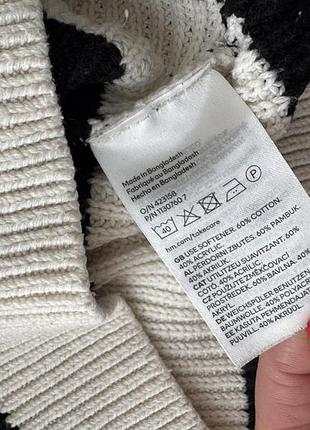 Made in Bangladesh
Fabriqué au Bangladesh
Hecho en Bangladesh
O/N 423158
P/N 1130760 7
40
hm.com/takecare
GB USE SOFTENER. 60% COTTON.
40% ACRYLIC.
AL PERDORNI ZBUTËS. 60% PAMBUK.
40% AKRILIK.
CAT UTILITZEU SUAVITZANT. 60%
COTÓ. 40% ACRÍLIC.
CZ POUŽIJTE ZMĚKČOVACÍ
PROSTŘEDEK. 60% BAVLNA. 40%
DE WEICHSPÜLER BENUTZEN.
BAUMWOLLE. 40% POLYAC
EE KASUTA PEHMENDAJA
PUUVILL. 40% AKRÜÜL